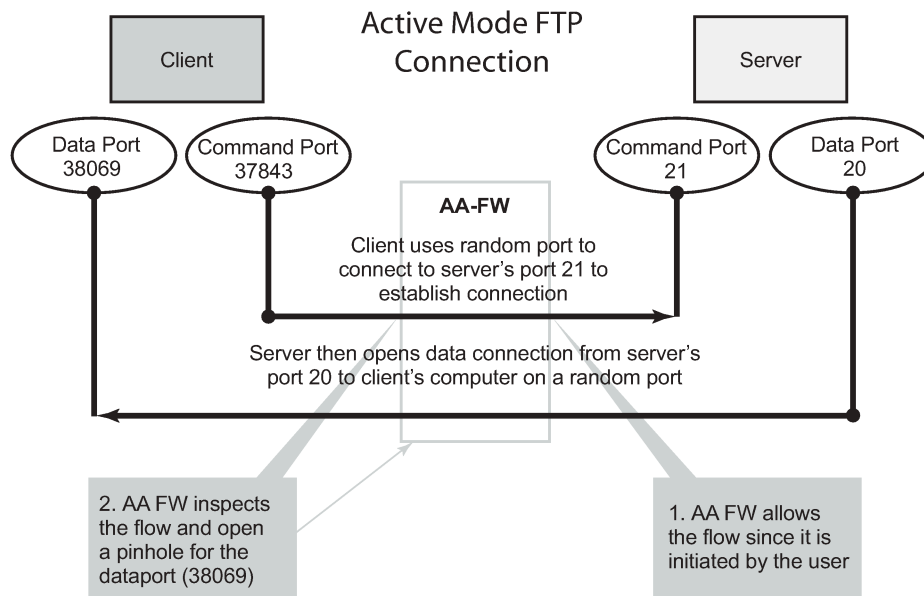 Active Mode FTP
Connection
Client
Server
Data Port
38069
Command Port
37843
Command Port
21
Data Port
20
AA-FW
Client uses random port to
connect to server’s port 21 to
establish connection
Server then opens data connection from server’s
port 20 to client’s computer on a random port
2. AA FW inspects
the flow and open
a pinhole for the
dataport (38069)
1. AA FW allows
the flow since it is
initiated by the user